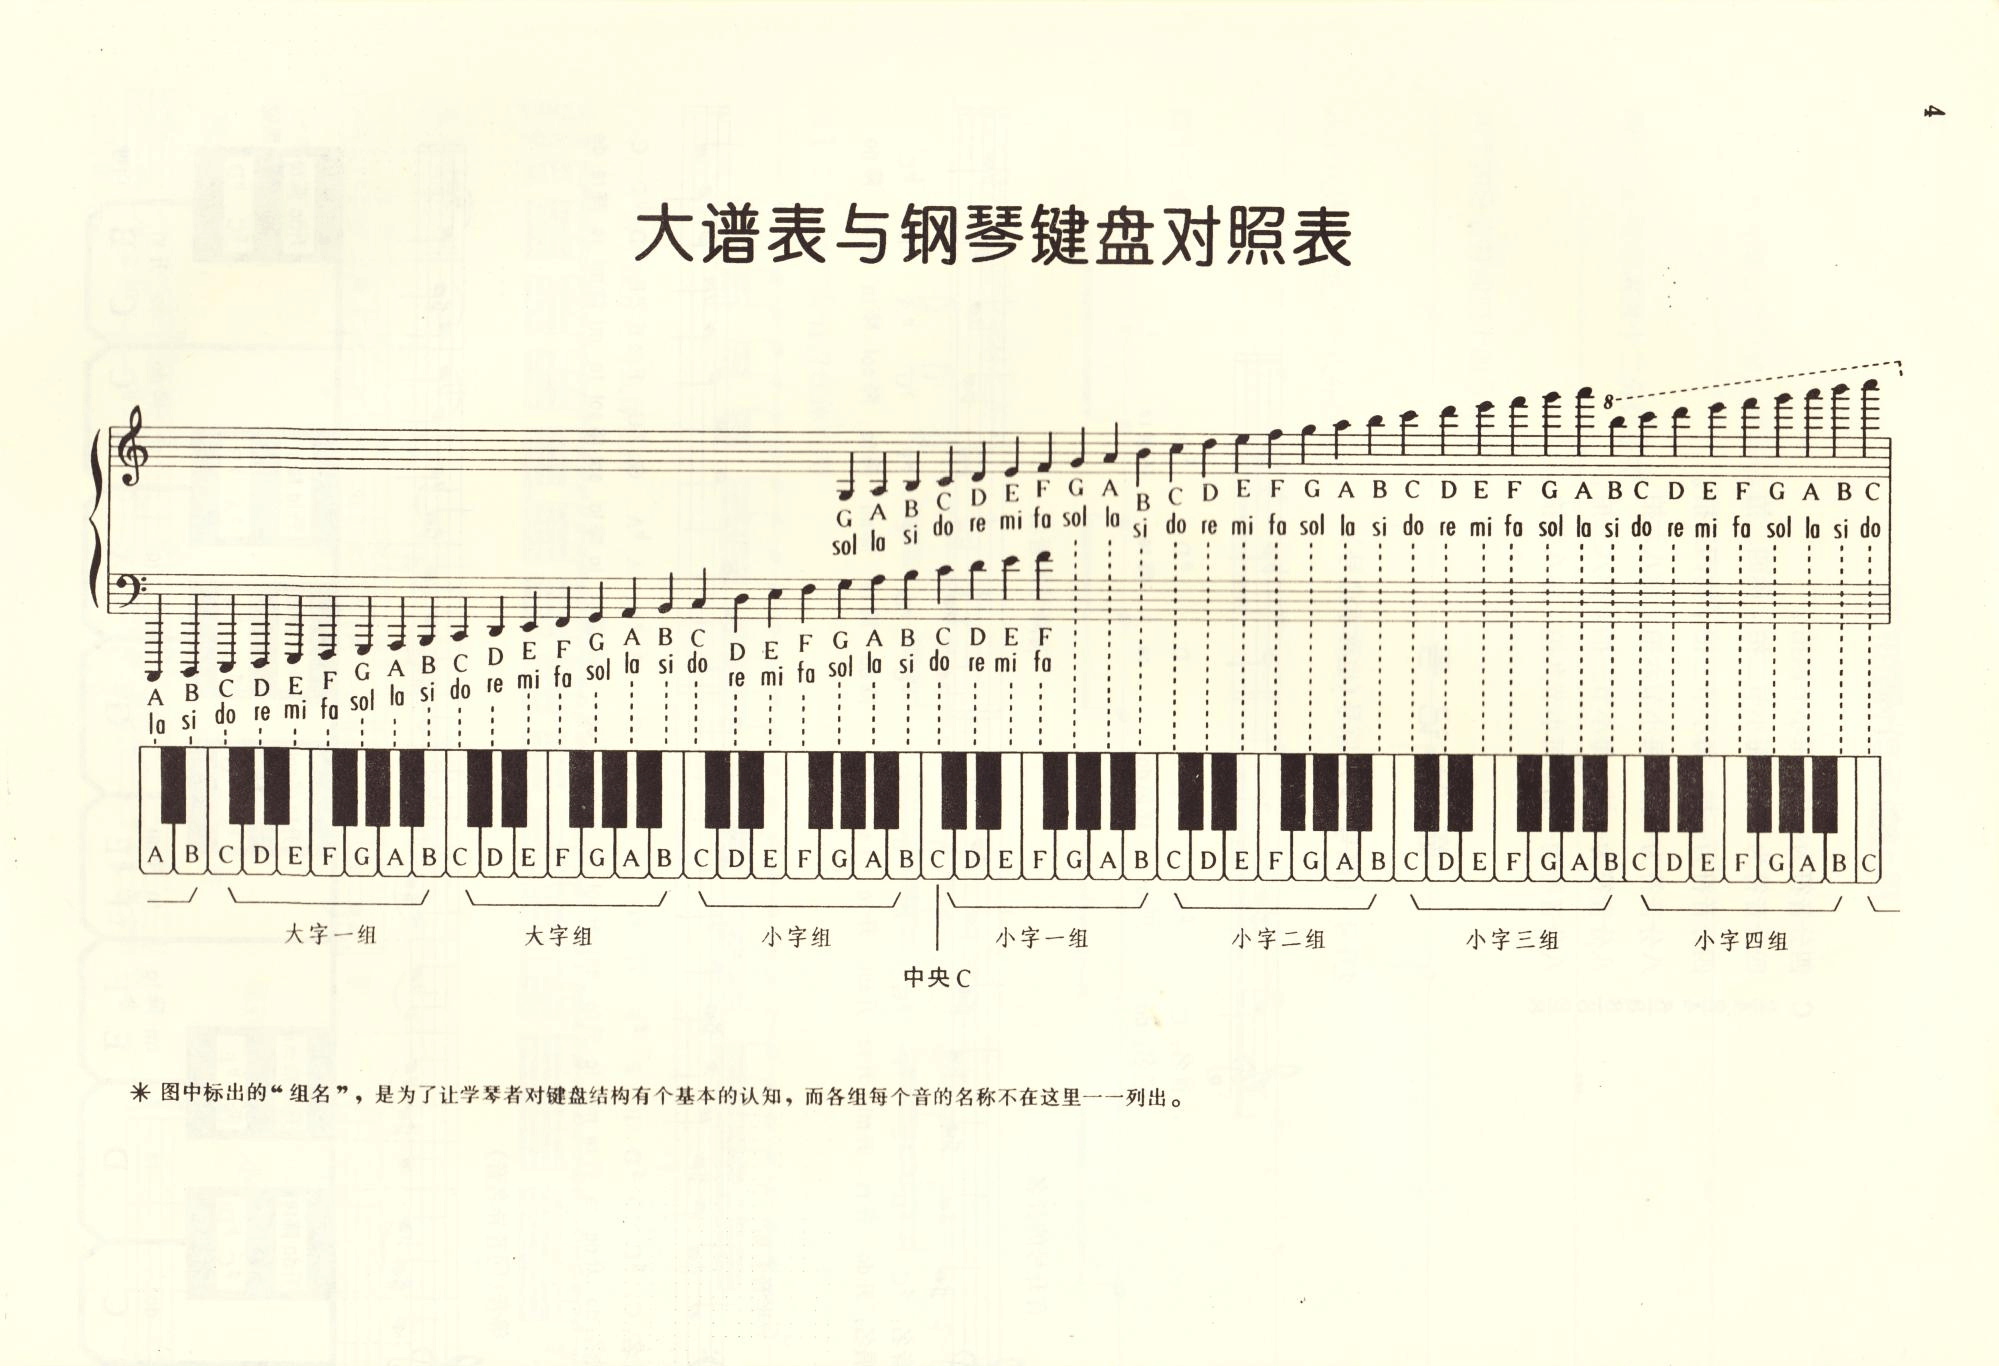 4
大谱表与钢琴键盘对照表
8
G A B C D E F G A B C D E F G A B C D E F G A B C D E F G A B C
sol la si do re mi fa sol la si do re mi fa sol la si do re mi fa sol la si do re mi fa sol la si do
A B C D E F G A B C D E F G A B C D E F G A B C D E F
la si do re mi fa sol la si do re mi fa sol la si do re mi fa sol la si do re mi fa
A B C D E F G A B C D E F G A B C D E F G A B C D E F G A B C D E F G A B C D E F G A B C D E F G A B C
大字一组 大字组 小字组 小字一组 小字二组 小字三组 小字四组
中央C
* 图中标出的“组名”，是为了让学琴者对键盘结构有个基本的认知，而各组每个音的名称不在这里一一列出。